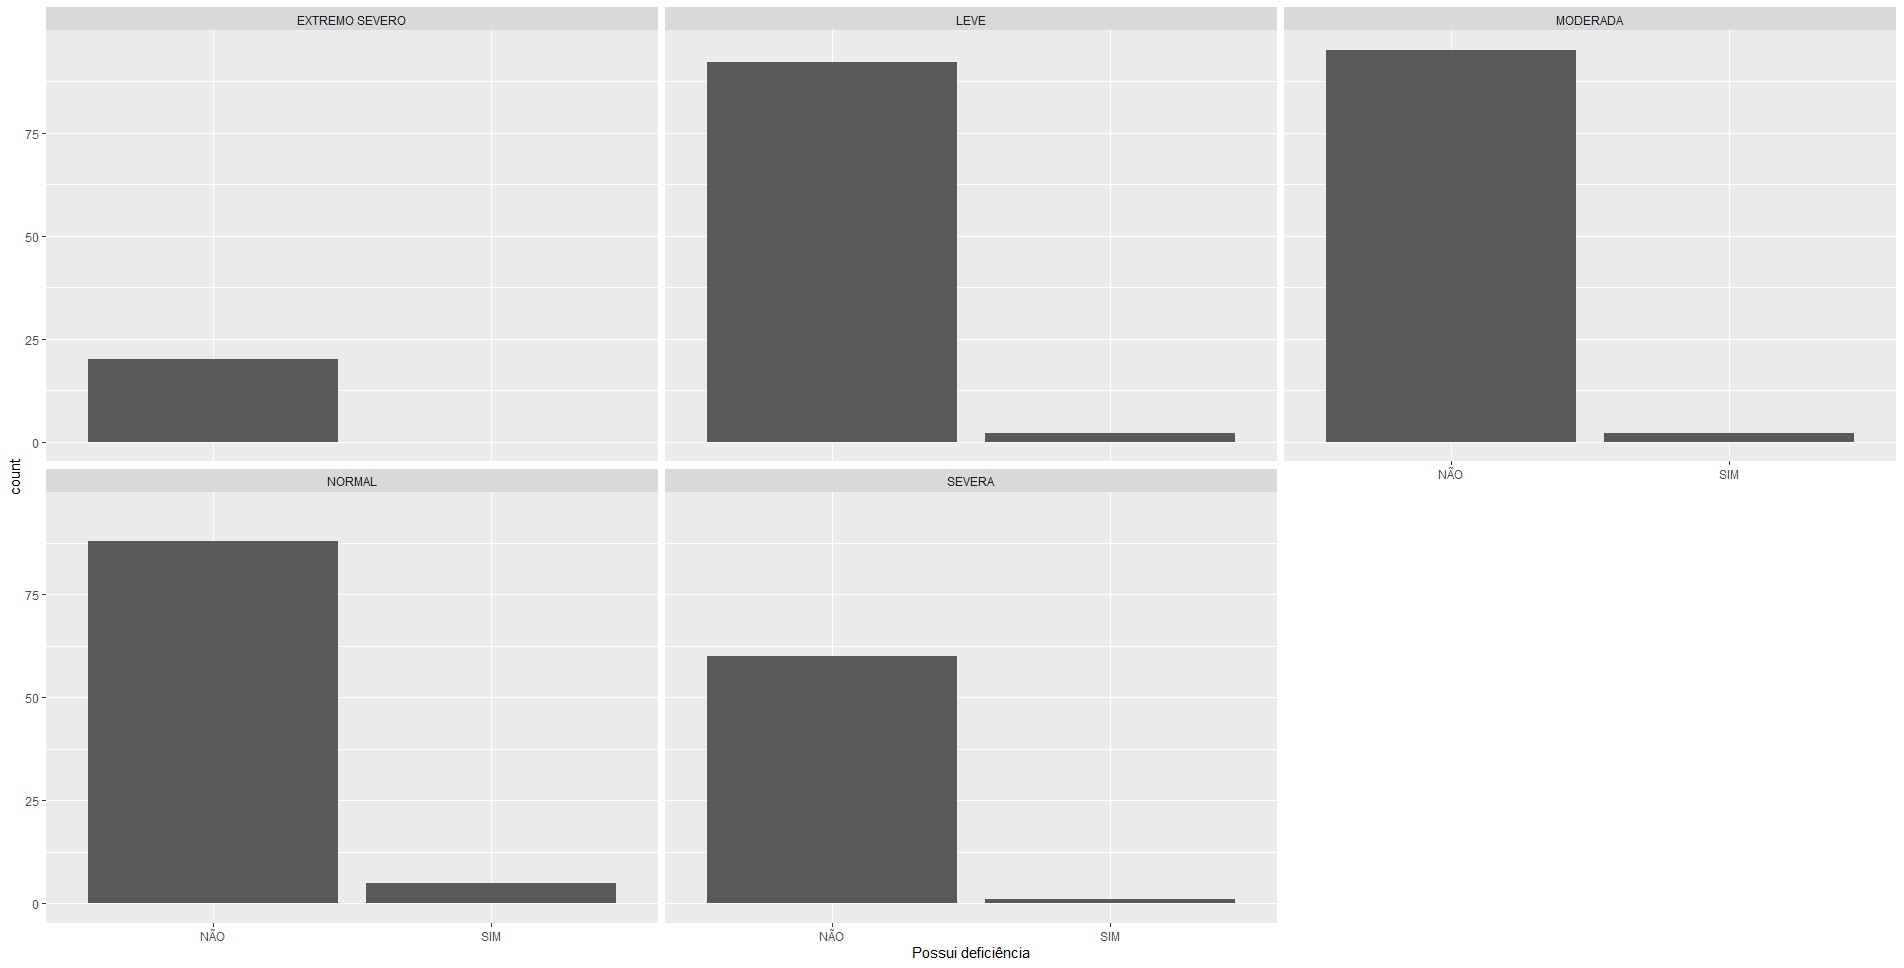 EXTREMO SEVERO
LEVE
MODERADA
75
50
25
0
NÃO
SIM
count
NORMAL
SEVERA
75
50
25
0
NÃO
SIM
NÃO
SIM
Possui deficiência